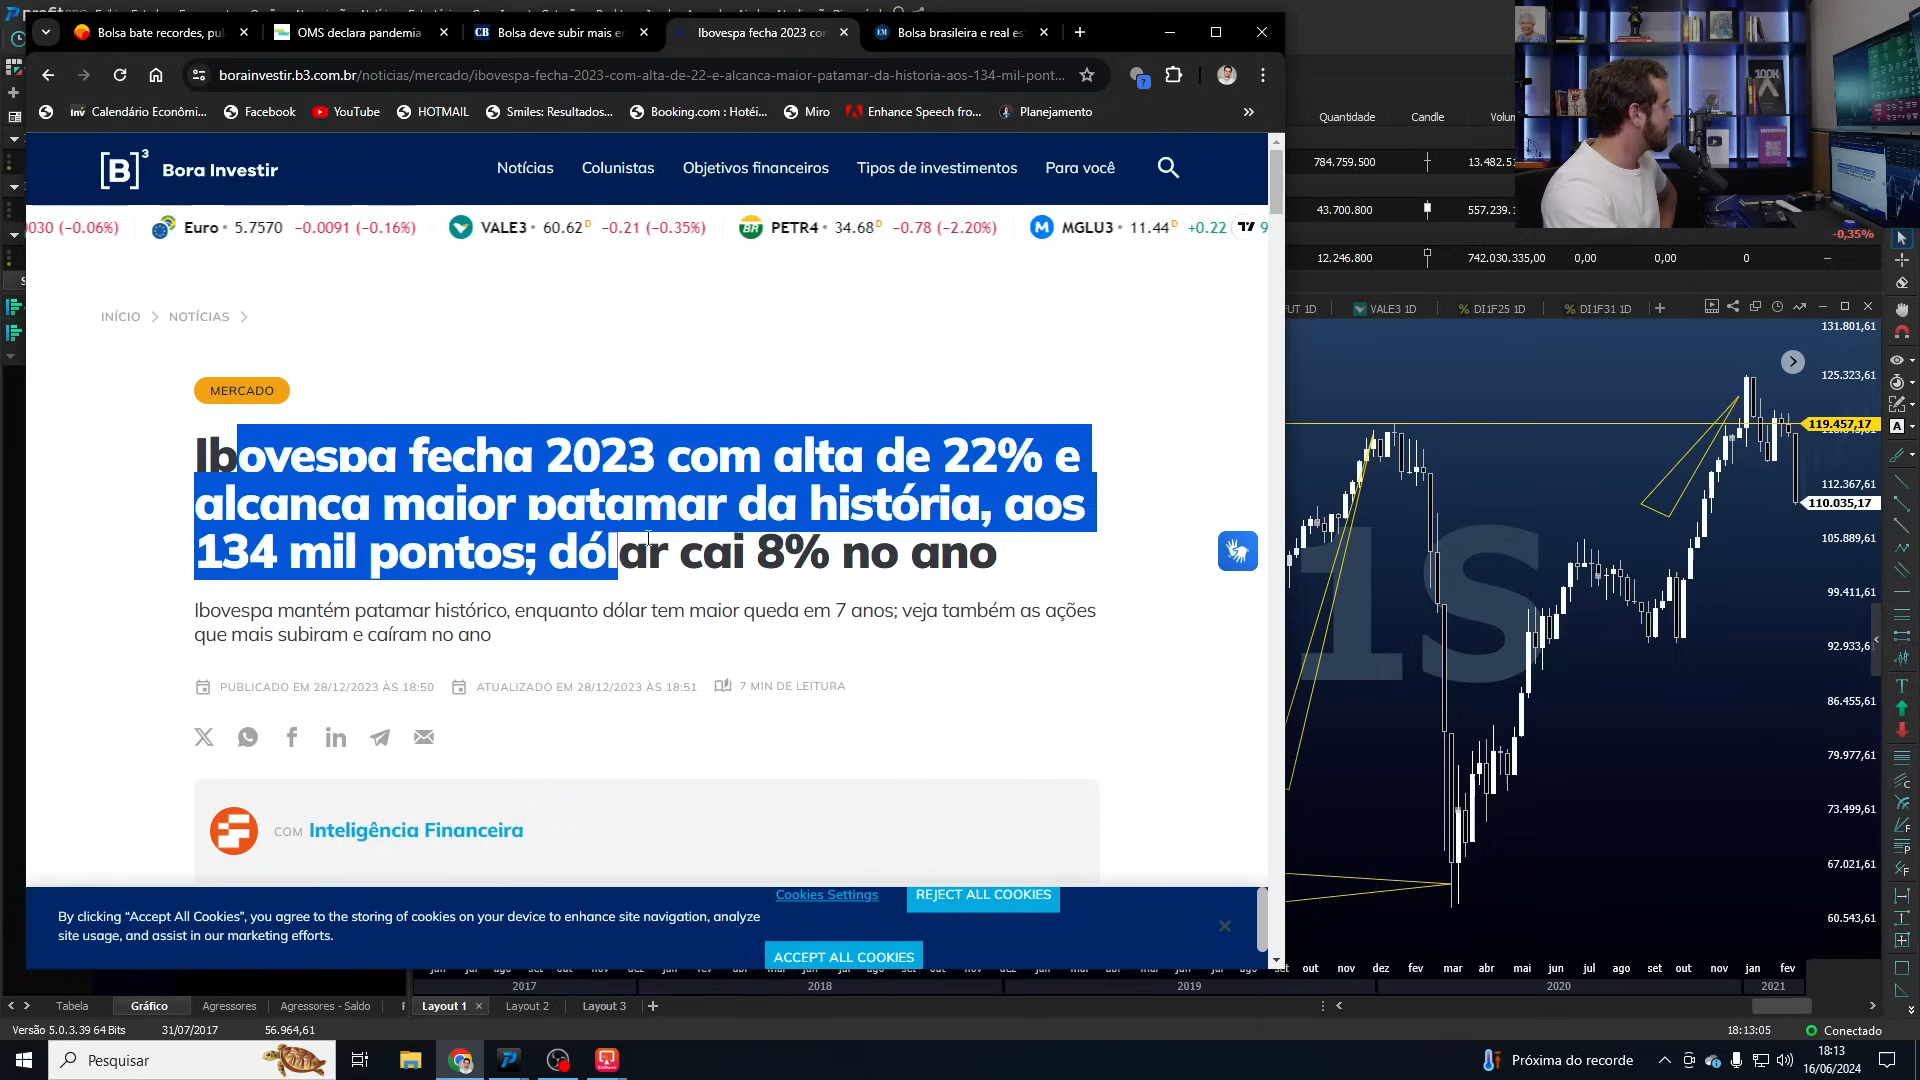 Bolsa bate recordes, pul
OMS declara pandemia
Bolsa deve subir mais e
Ibovespa fecha 2023 co
Bolsa brasileira e real es
borainvestir.b3.com.br/noticias/mercado/ibovespa-fecha-2023-com-alta-de-22-e-alcanca-maior-patamar-da-historia-aos-134-mil-pont...
Calendário Econômi...
Facebook
YouTube
HOTMAIL
Smiles: Resultados...
Booking.com : Hotéi...
Miro
Enhance Speech fro...
Planejamento
[B]³ Bora Investir
Notícias
Colunistas
Objetivos financeiros
Tipos de investimentos
Para você
030 (−0.06%)
Euro • 5.7570 −0.0091 (−0.16%)
VALE3 • 60.62 D −0.21 (−0.35%)
PETR4 • 34.68 D −0.78 (−2.20%)
MGLU3 • 11.44 D +0.22
INÍCIO
NOTÍCIAS
MERCADO
Ibovespa fecha 2023 com alta de 22% e
alcança maior patamar da história, aos
134 mil pontos; dólar cai 8% no ano
Ibovespa mantém patamar histórico, enquanto dólar tem maior queda em 7 anos; veja também as ações
que mais subiram e caíram no ano
PUBLICADO EM 28/12/2023 ÀS 18:50
ATUALIZADO EM 28/12/2023 ÀS 18:51
7 MIN DE LEITURA
COM Inteligência Financeira
By clicking “Accept All Cookies”, you agree to the storing of cookies on your device to enhance site navigation, analyze
site usage, and assist in our marketing efforts.
Cookies Settings
REJECT ALL COOKIES
ACCEPT ALL COOKIES
Quantidade
Candle
Volum
784.759.500
13.482.5
43.700.800
557.239.1
-0,35%
12.246.800
742.030.335,00
0,00
0,00
0
100K
UT 1D
VALE3 1D
DI1F25 1D
DI1F31 1D
1S
131.801,61
125.323,61
119.457,17
112.367,61
110.035,17
105.889,61
99.411,61
92.933,61
86.455,61
79.977,61
73.499,61
67.021,61
60.543,61
out nov dez fev mar abr mai jun jul ago set out nov jan fev
2017
2018
2019
2020
2021
Tabela
Gráfico
Agressores
Agressores - Saldo
Layout 1
Layout 2
Layout 3
Versão 5.0.3.39 64 Bits
31/07/2017
56.964,61
18:13:05
Conectado
Pesquisar
Próxima do recorde
18:13
16/06/2024